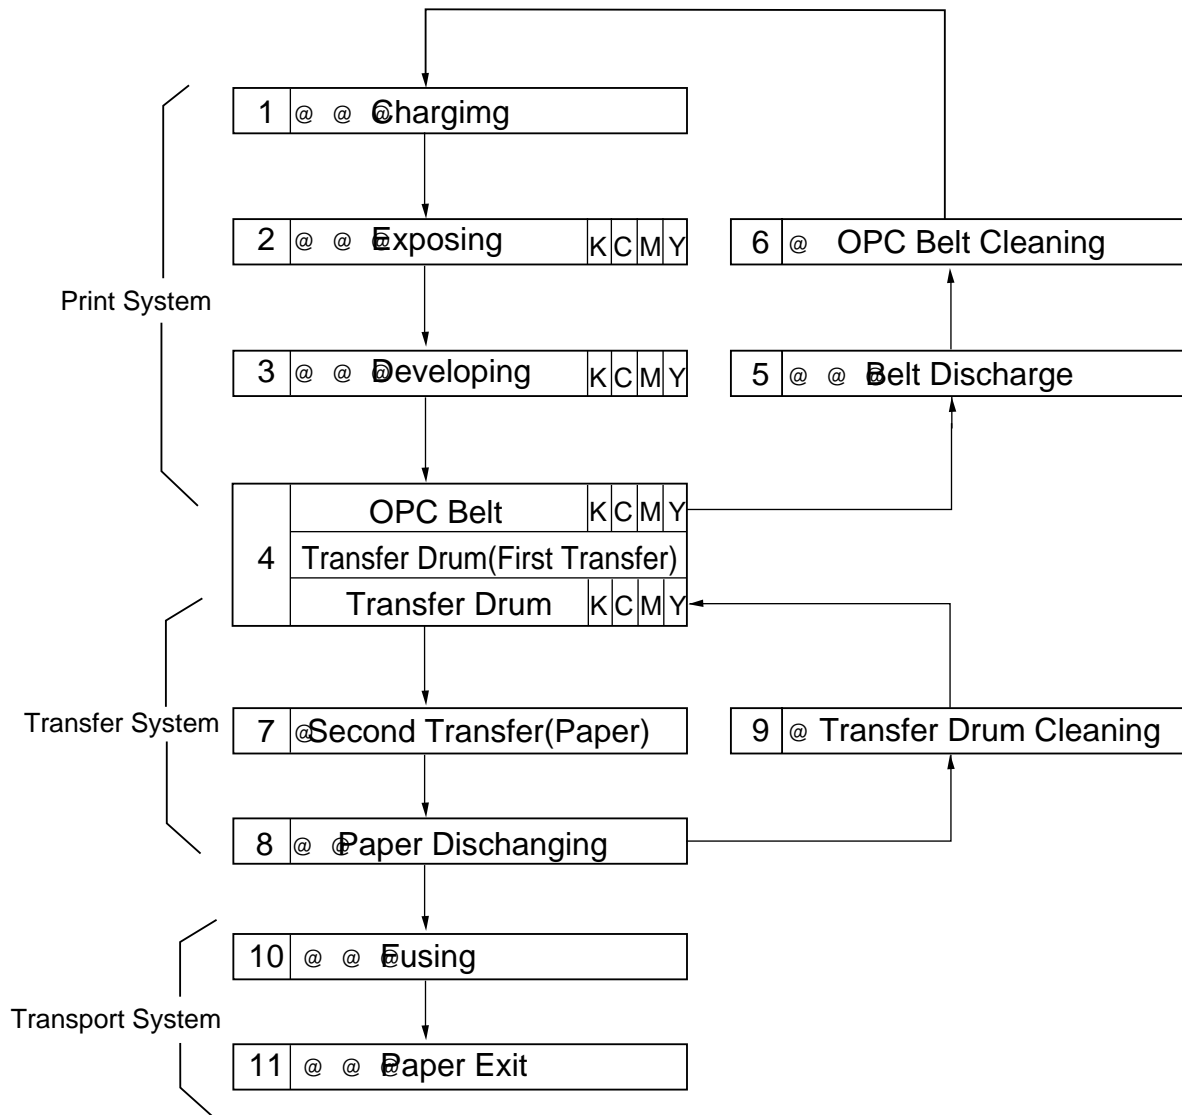 1 @ @ @Chargimg
2 @ @ @Exposing K C M Y
6 @ OPC Belt Cleaning
Print System
3 @ @ @Developing K C M Y
5 @ @ @Belt Discharge
4
OPC Belt K C M Y
Transfer Drum(First Transfer)
Transfer Drum K C M Y
Transfer System
7 @Second Transfer(Paper)
9 @ Transfer Drum Cleaning
8 @ @Paper Dischanging
10 @ @ @Fusing
Transport System
11 @ @ @Paper Exit